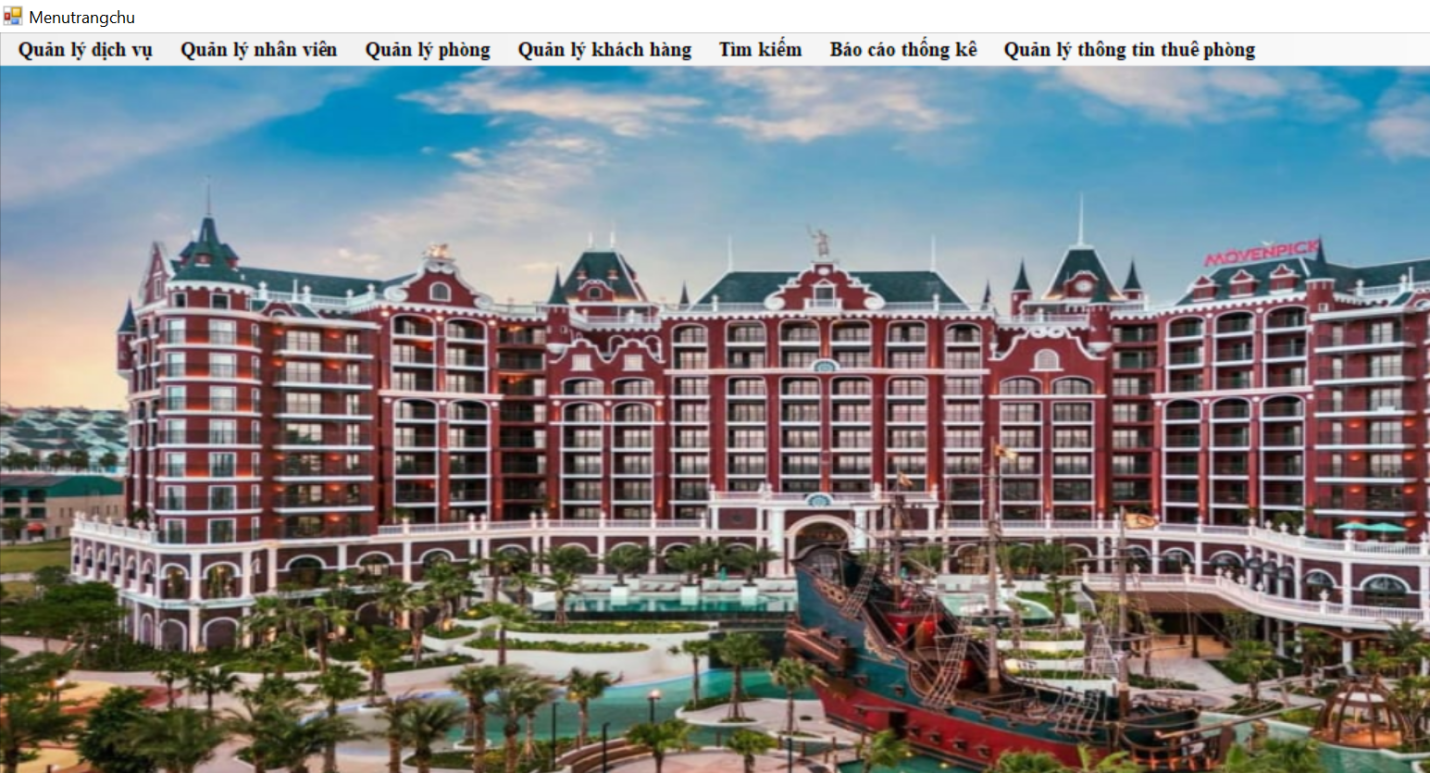 Menutrangchu
Quản lý dịch vụ Quản lý nhân viên Quản lý phòng Quản lý khách hàng Tìm kiếm Báo cáo thống kê Quản lý thông tin thuê phòng
MÖVENPICK